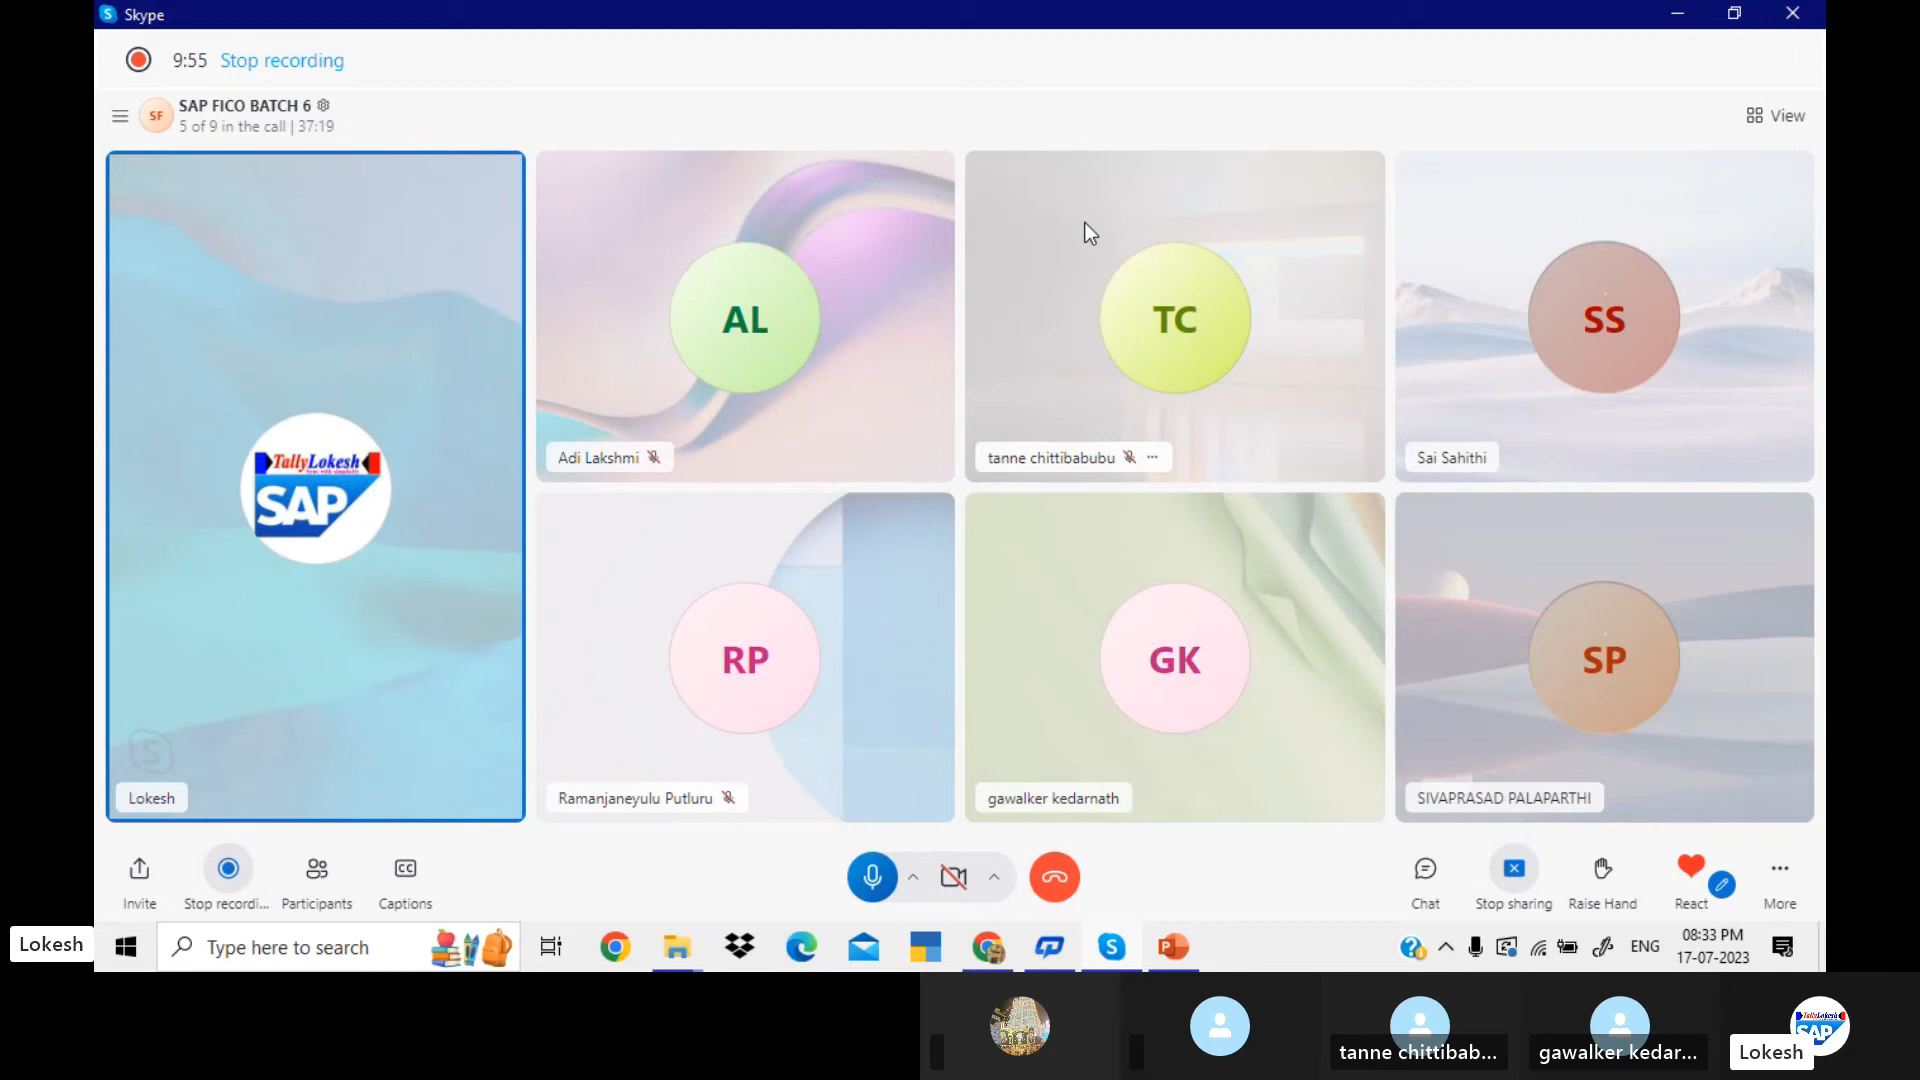 Skype
9:55 Stop recording
SF
SAP FICO BATCH 6
5 of 9 in the call | 37:19
View
AL
Adi Lakshmi
TC
tanne chittibabubu
SS
Sai Sahithi
TallyLokesh
SAP
Lokesh
RP
Ramanjaneyulu Putluru
GK
gawalker kedarnath
SP
SIVAPRASAD PALAPARTHI
Invite
Stop recordi...
Participants
CC
Captions
Chat
Stop sharing
Raise Hand
React
More
Lokesh
Type here to search
ENG
08:33 PM
17-07-2023
tanne chittibab...
gawalker kedar...
Lokesh
SAP